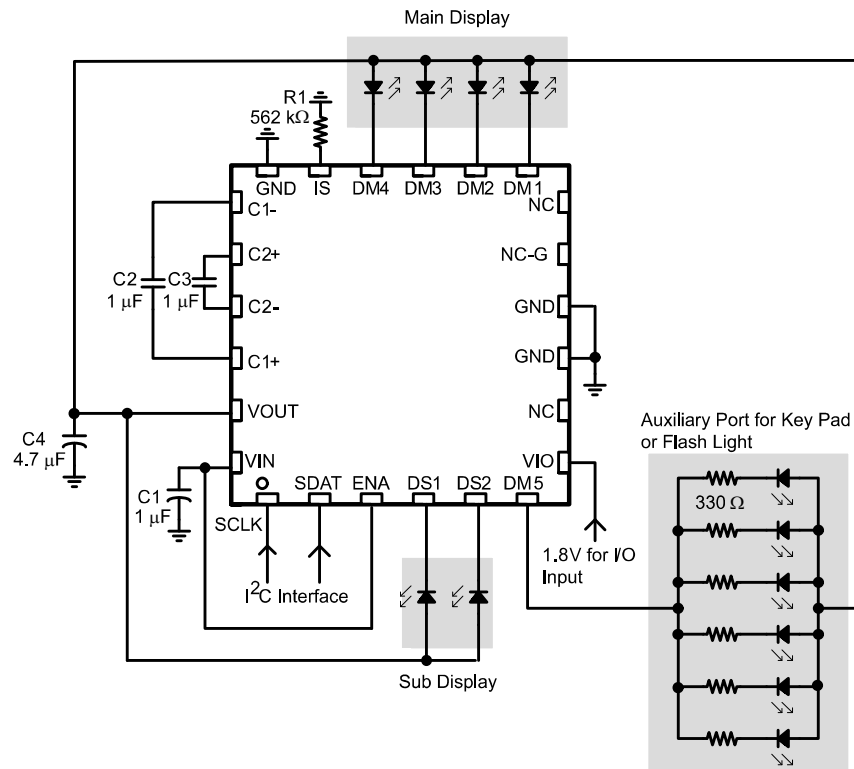 Main Display
R1
562 kΩ
GND
IS
DM4
DM3
DM2
DM1
C1-
NC
C2+
NC-G
C2
1 μF
C3
1 μF
C2-
GND
C1+
GND
VOUT
NC
C4
4.7 μF
VIN
VIO
C1
1 μF
SCLK
SDAT
ENA
DS1
DS2
DM5
Auxiliary Port for Key Pad
or Flash Light
330 Ω
1.8V for I/O
Input
I2C Interface
Sub Display